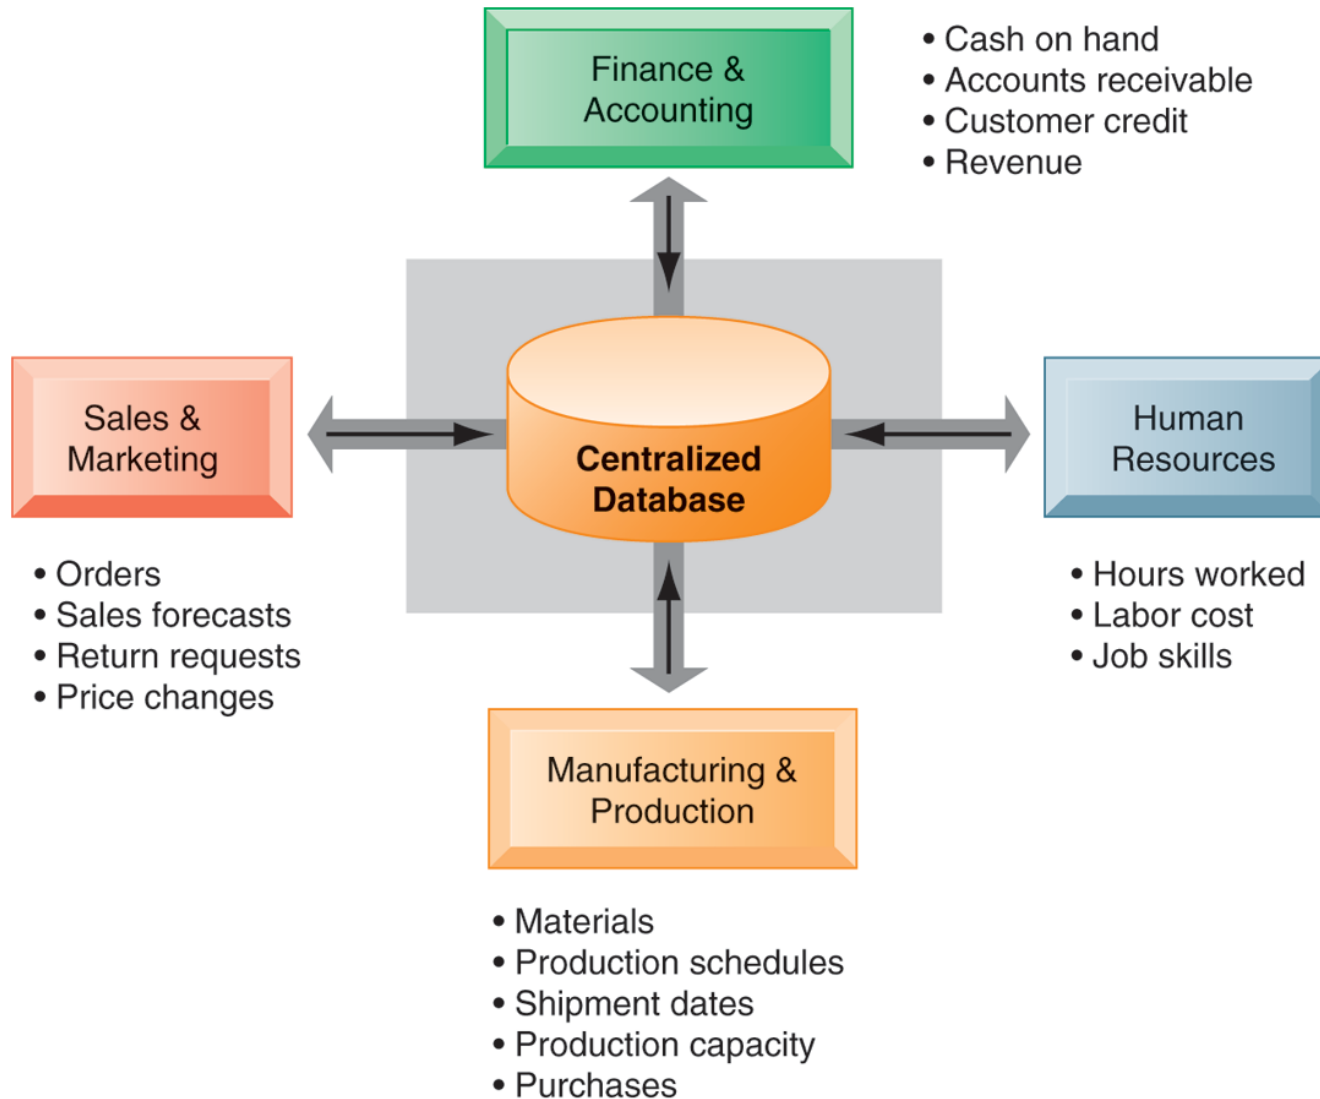 Finance &
Accounting
• Cash on hand
• Accounts receivable
• Customer credit
• Revenue
Sales &
Marketing
• Orders
• Sales forecasts
• Return requests
• Price changes
Centralized
Database
Human
Resources
• Hours worked
• Labor cost
• Job skills
Manufacturing &
Production
• Materials
• Production schedules
• Shipment dates
• Production capacity
• Purchases